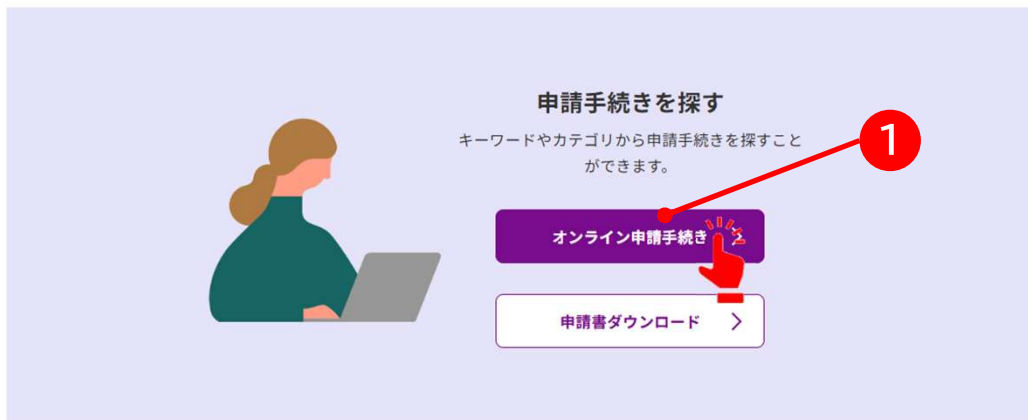 申請手続きを探す
キーワードやカテゴリから申請手続きを探すこと
ができます。
1
オンライン申請手続き
申請書ダウンロード